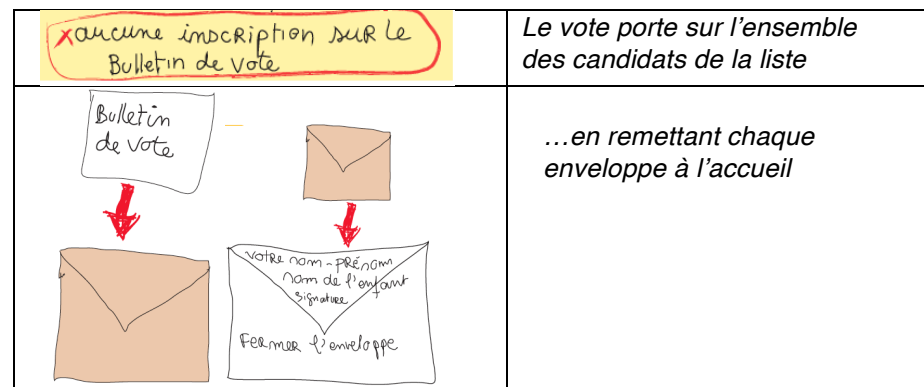 x aucune inscription sur le
Bulletin de vote
Le vote porte sur l'ensemble
des candidats de la liste
Bulletin
de vote
…en remettant chaque
enveloppe à l'accueil
votre nom - PRénom
nom de l'enfant
signature
Fermer l'enveloppe